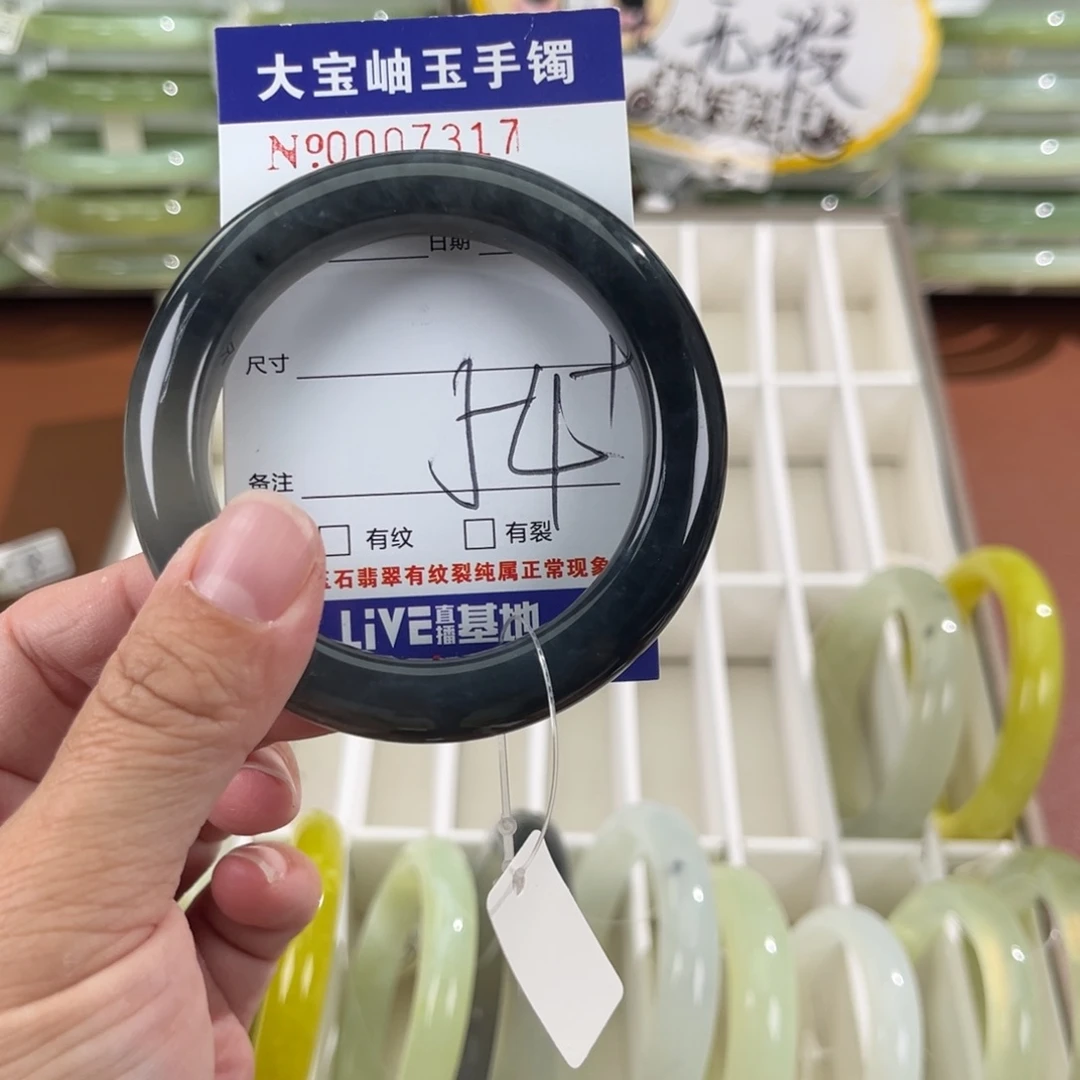 无瑕
大宝岫玉手镯
№0007317
日期
尺寸
备注
有纹 有裂
玉石翡翠有纹裂纯属正常现象
LiVE直播基地